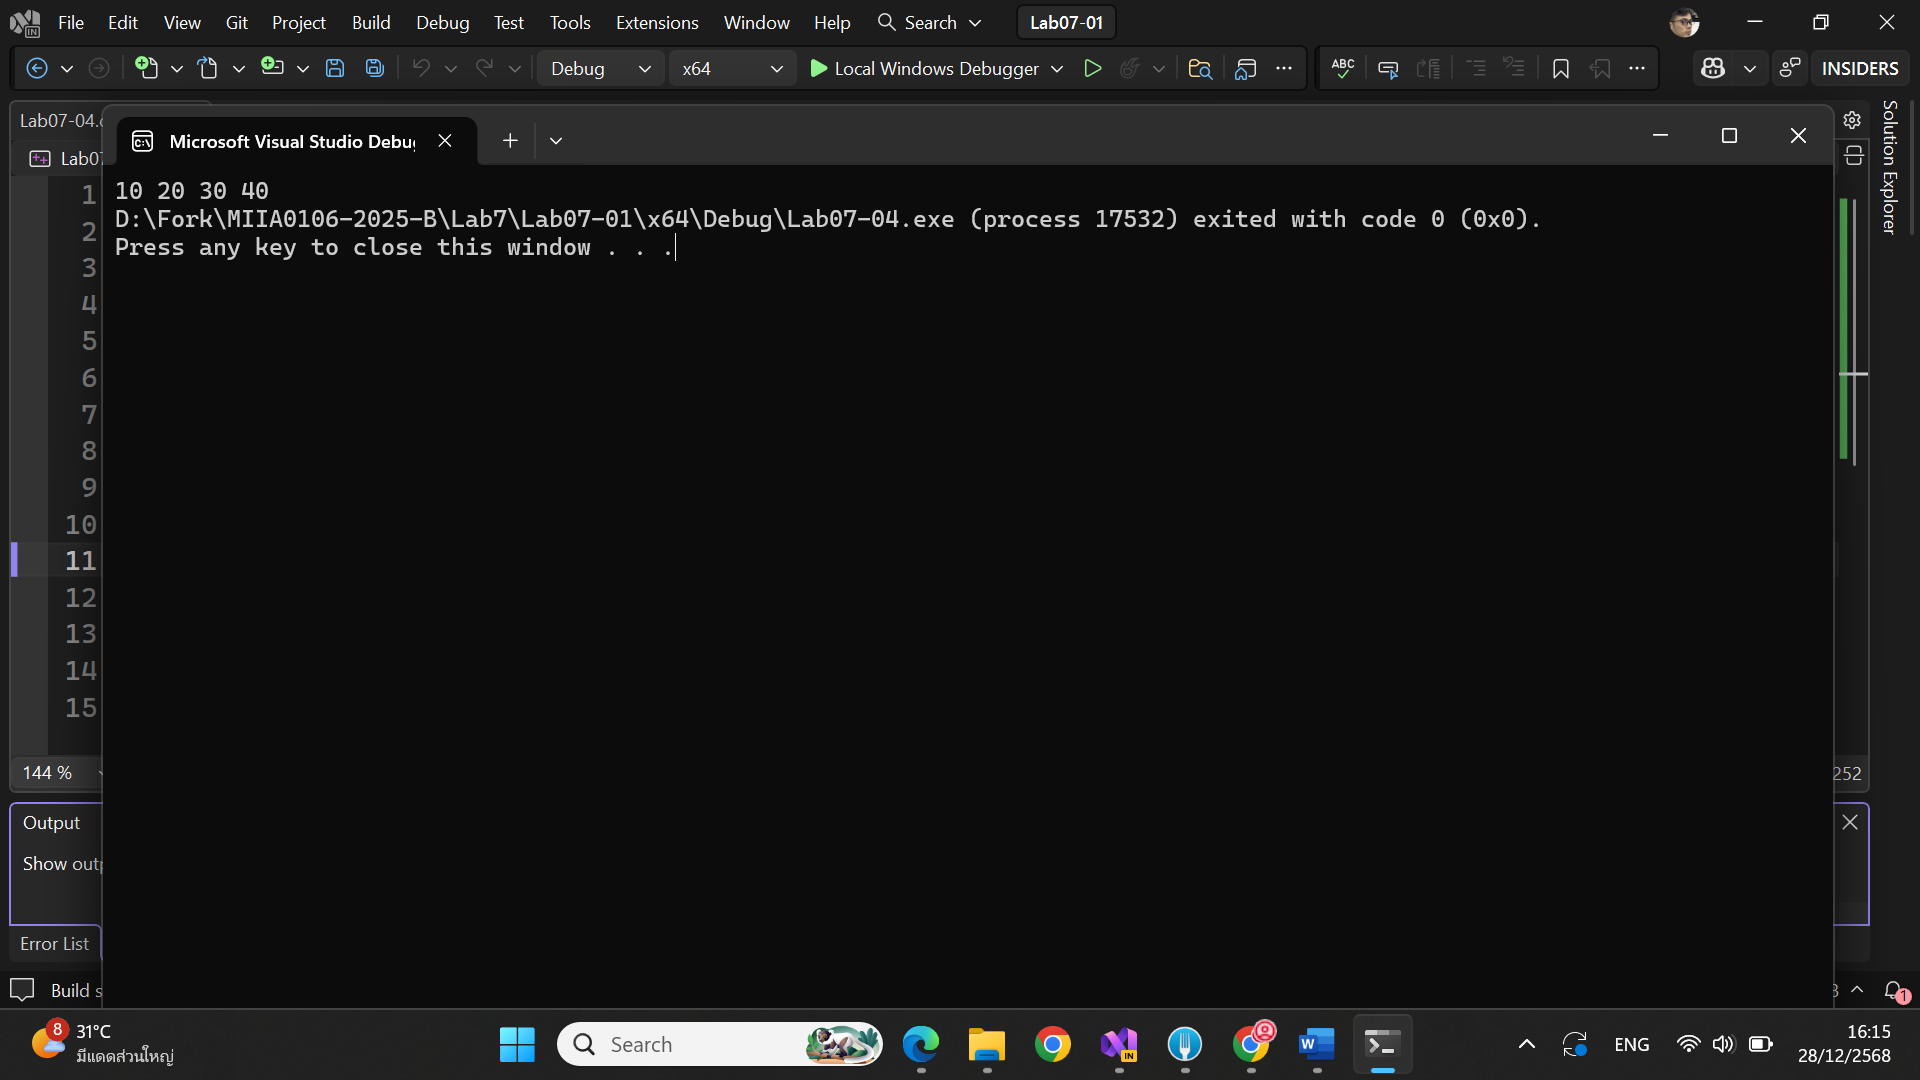 File Edit View Git Project Build Debug Test Tools Extensions Window Help Search Lab07-01
Debug x64 Local Windows Debugger INSIDERS
Lab07-04.c
Microsoft Visual Studio Debu
Lab07
Solution Explorer
10 20 30 40
D:\Fork\MIIA0106-2025-B\Lab7\Lab07-01\x64\Debug\Lab07-04.exe (process 17532) exited with code 0 (0x0).
Press any key to close this window . . .
1
2
3
4
5
6
7
8
9
10
11
12
13
14
15
144 %
252
Output
Show outp
Error List
Build s
8 31°C
มีแดดส่วนใหญ่
Search
ENG
16:15
28/12/2568